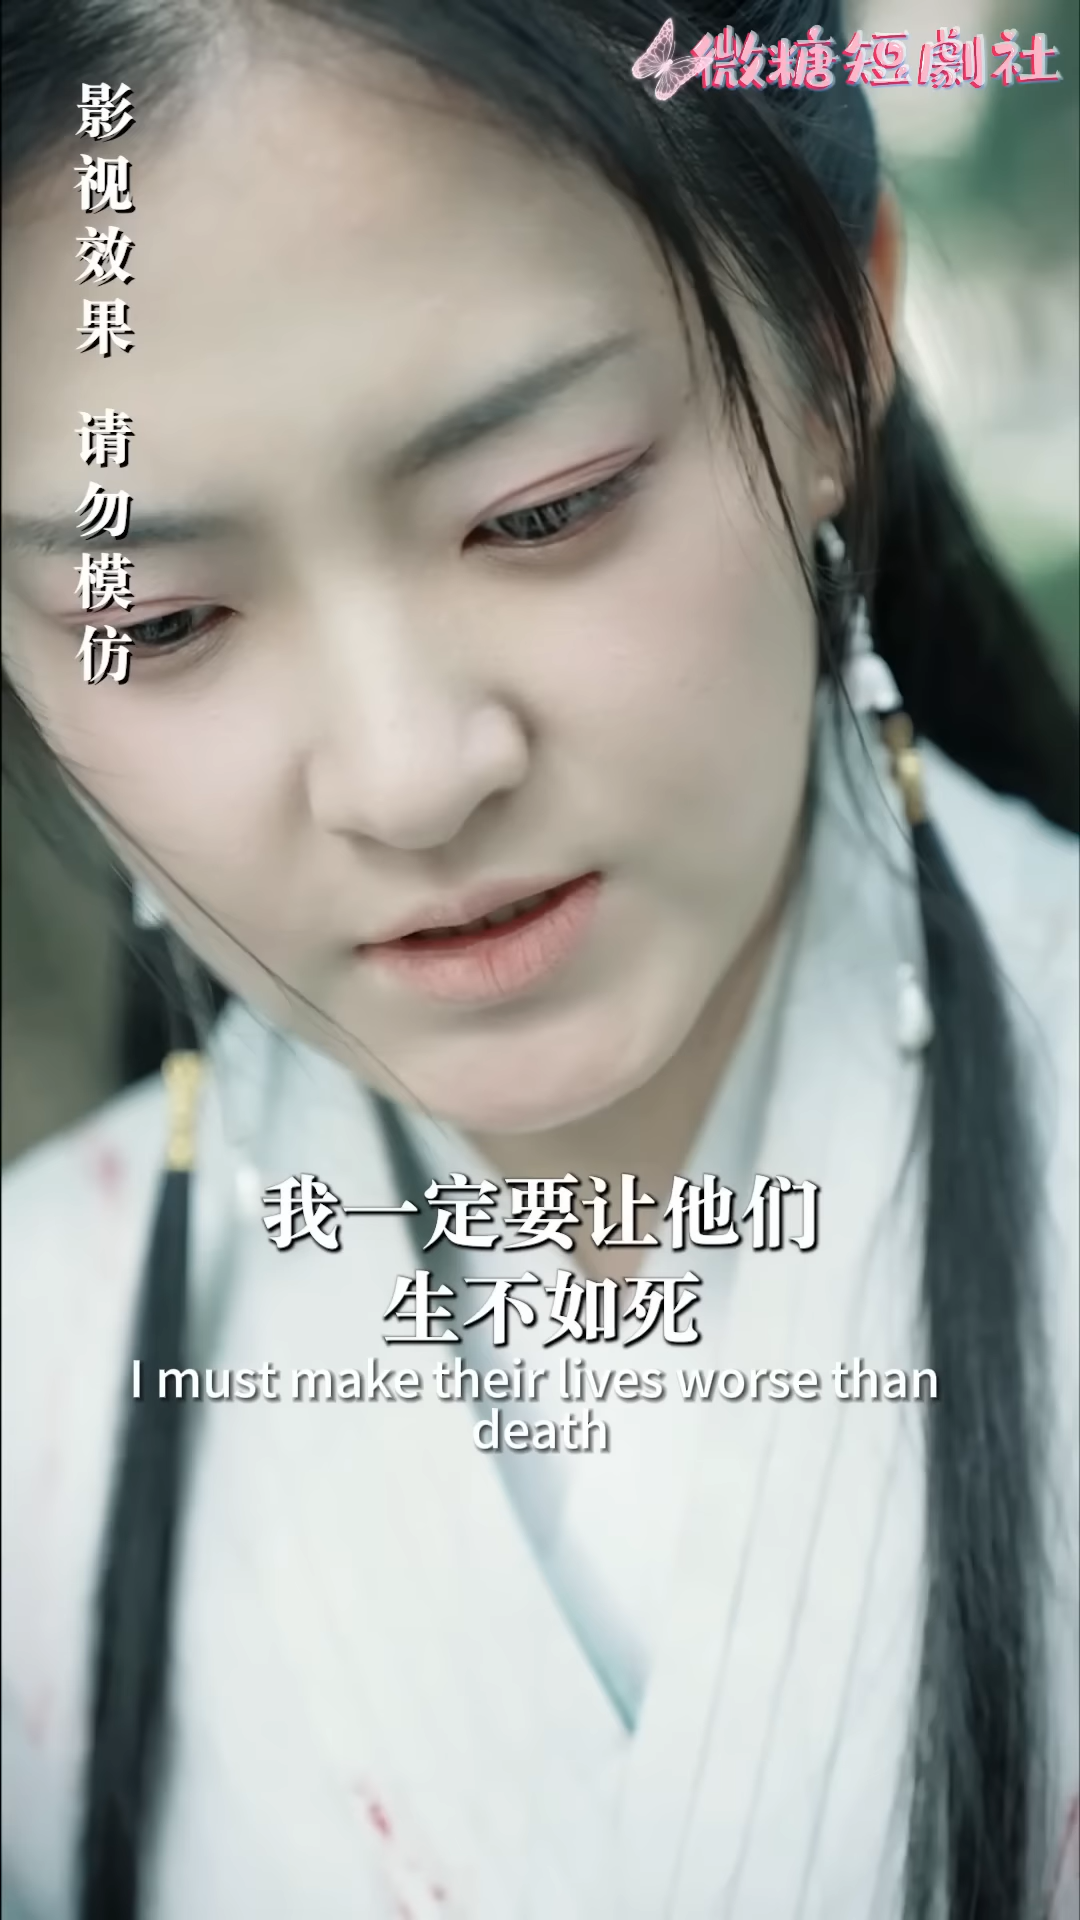 微糖短劇社
影视效果 请勿模仿
我一定要让他们
生不如死
I must make their lives worse than
death